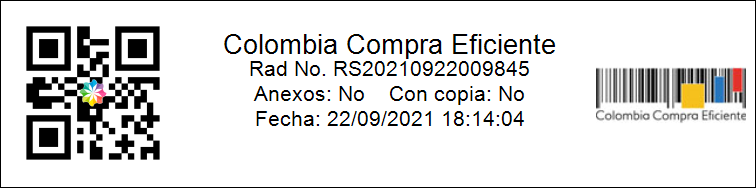 Colombia Compra Eficiente
Rad No. RS20210922009845
Anexos: No Con copia: No
Fecha: 22/09/2021 18:14:04
Colombia Compra Eficiente